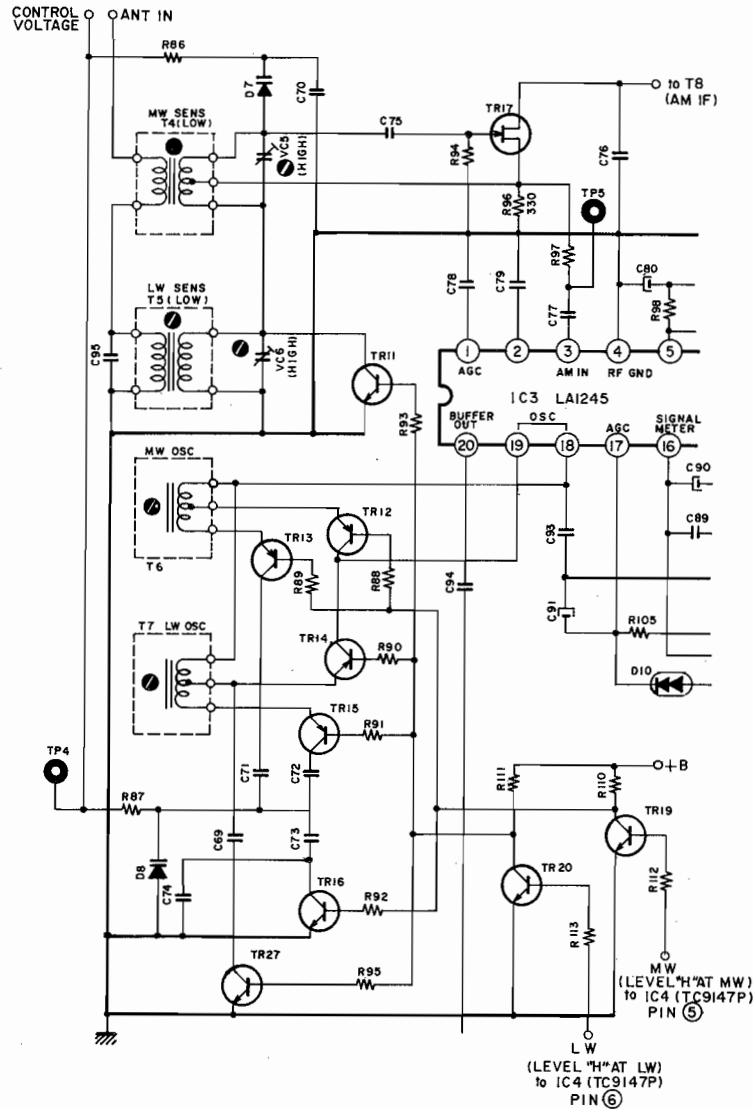 CONTROL VOLTAGE
ANT IN
R86
D7
C70
MW SENS
T4(LOW)
VC5
(HIGH)
C75
TR17
to T8
(AM IF)
R94
C76
R96
330
TP5
R97
C78
C79
C77
C80
R98
LW SENS
T5(LOW)
C95
VC6
(HIGH)
TR11
R93
1
2
3
4
5
AGC
AM IN
RF GND
IC3 LA1245
BUFFER OUT
OSC
AGC
SIGNAL METER
20
19
18
17
16
C90
C89
MW OSC
T6
TR12
TR13
R89
R88
C94
C93
C91
R105
D10
T7 LW OSC
TR14
R90
TR15
R91
TP4
C71
C72
R87
C69
C73
D8
C74
R111
R110
+B
TR19
TR20
R112
R113
TR16
R92
TR27
R95
MW
(LEVEL "H" AT MW)
to IC4 (TC9147P)
PIN 5
LW
(LEVEL "H" AT LW)
to IC4 (TC9147P)
PIN 6